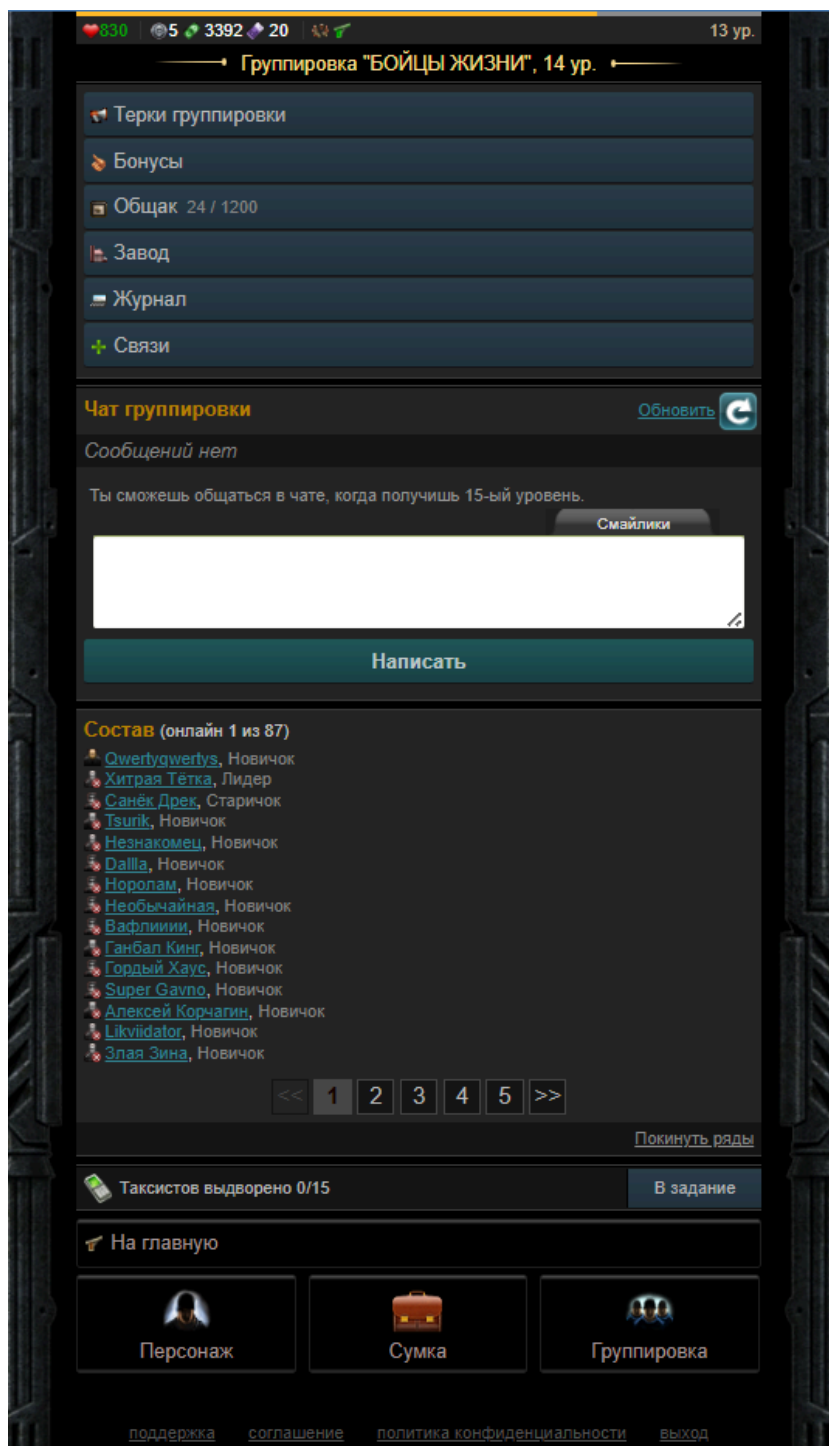 830 5 3392 20 13 ур.
Группировка "БОЙЦЫ ЖИЗНИ", 14 ур.
Терки группировки
Бонусы
Общак 24 / 1200
Завод
Журнал
Связи
Чат группировки Обновить
Сообщений нет
Ты сможешь общаться в чате, когда получишь 15-ый уровень.
Смайлики
Написать
Состав (онлайн 1 из 87)
Qwertyqwertys, Новичок
Хитрая Тётка, Лидер
Санёк Дрек, Старичок
Tsurik, Новичок
Незнакомец, Новичок
Dallla, Новичок
Норолам, Новичок
Необычайная, Новичок
Вафлииии, Новичок
Ганбал Кинг, Новичок
Гордый Хаус, Новичок
Super Gavno, Новичок
Алексей Корчагин, Новичок
Likviidator, Новичок
Злая Зина, Новичок
<< 1 2 3 4 5 >>
Покинуть ряды
Таксистов выдворено 0/15 В задание
На главную
Персонаж Сумка Группировка
поддержка соглашение политика конфиденциальности выход